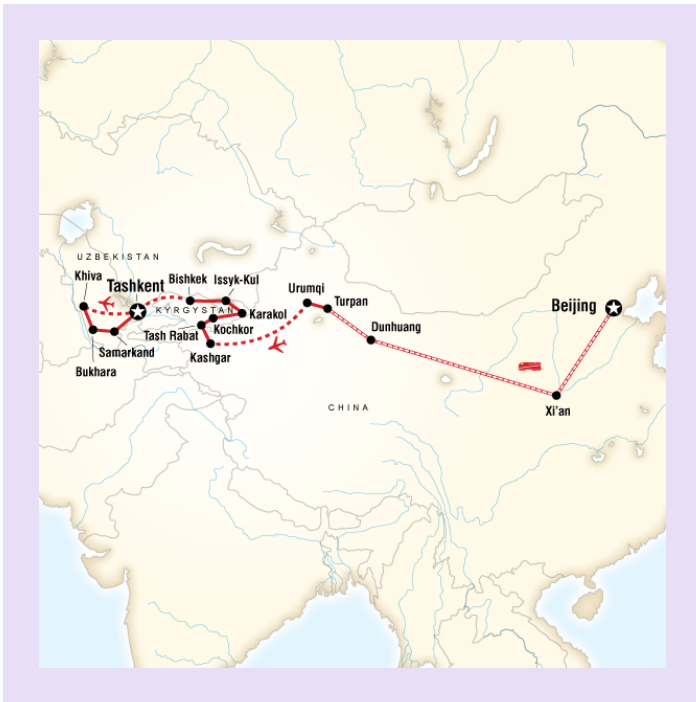 UZBEKISTAN
Khiva
Tashkent
Bishkek
Issyk-Kul
Urumqi
Turpan
Beijing
KYRGYSTAN
Karakol
Kochkor
Tash Rabat
Dunhuang
Samarkand
Kashgar
Bukhara
CHINA
Xi'an